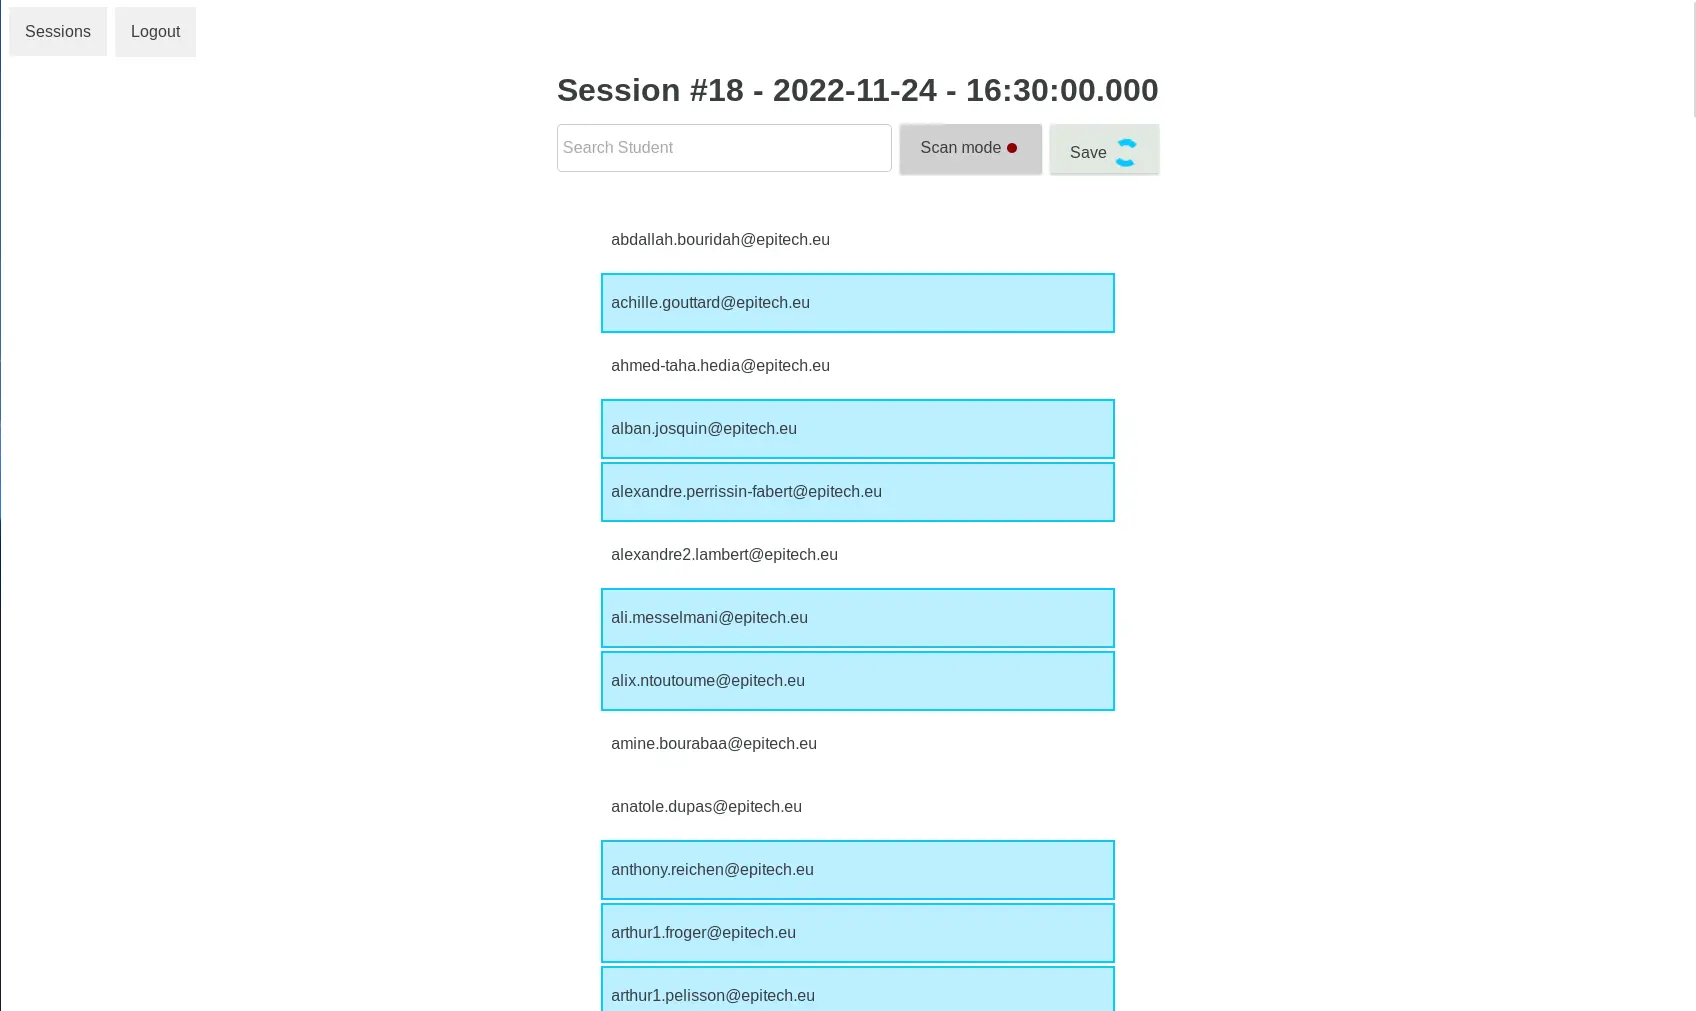 Sessions Logout
Session #18 - 2022-11-24 - 16:30:00.000
Search Student Scan mode Save
abdallah.bouridah@epitech.eu
achille.gouttard@epitech.eu
ahmed-taha.hedia@epitech.eu
alban.josquin@epitech.eu
alexandre.perrissin-fabert@epitech.eu
alexandre2.lambert@epitech.eu
ali.messelmani@epitech.eu
alix.ntoutoume@epitech.eu
amine.bourabaa@epitech.eu
anatole.dupas@epitech.eu
anthony.reichen@epitech.eu
arthur1.froger@epitech.eu
arthur1.pelisson@epitech.eu